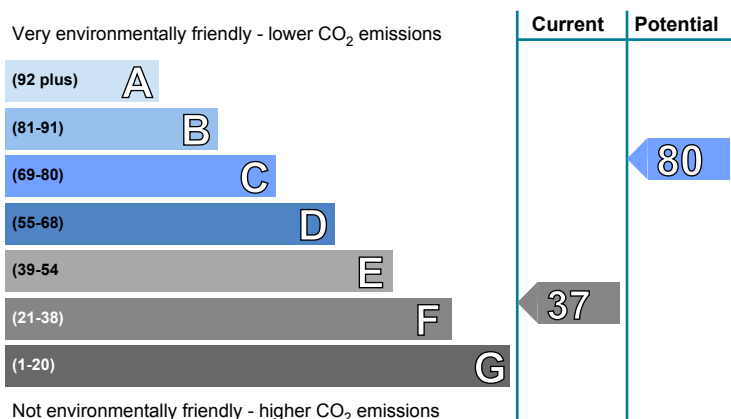 Very environmentally friendly - lower CO2 emissions
Current
Potential
(92 plus) A
(81-91) B
(69-80) C
80
(55-68) D
(39-54 E
(21-38) F
37
(1-20) G
Not environmentally friendly - higher CO2 emissions